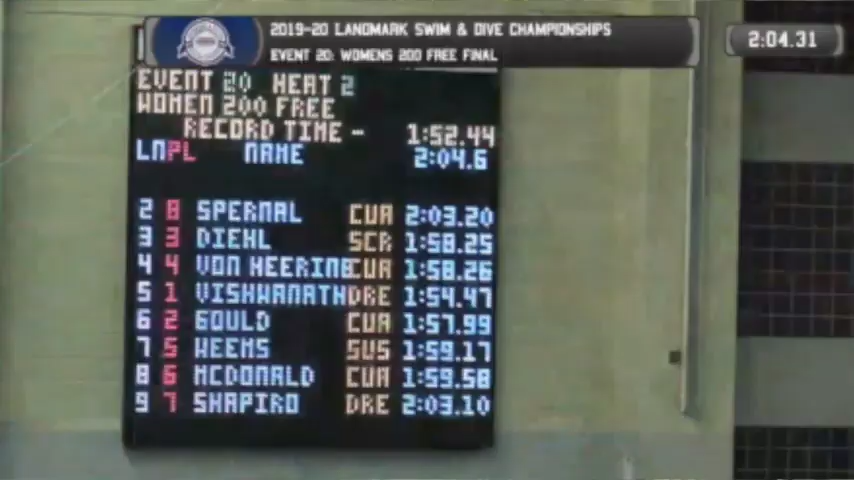 2019-20 LANDMARK SWIM & DIVE CHAMPIONSHIPS
EVENT 20: WOMENS 200 FREE FINAL
2:04.31
EVENT 20 HEAT 2
WOMEN 200 FREE
RECORD TIME - 1:52.44
LN PL NAME 2:04.6
2 8 SPERNAL CUA 2:03.20
3 3 DIEHL SCR 1:58.25
4 4 VON HEERINE CUA 1:58.26
5 1 VISHWANATH DRE 1:54.47
6 2 GOULD CUA 1:57.99
7 5 WEEMS SUS 1:59.17
8 6 MCDONALD CUA 1:59.58
9 7 SHAPIRO DRE 2:03.10